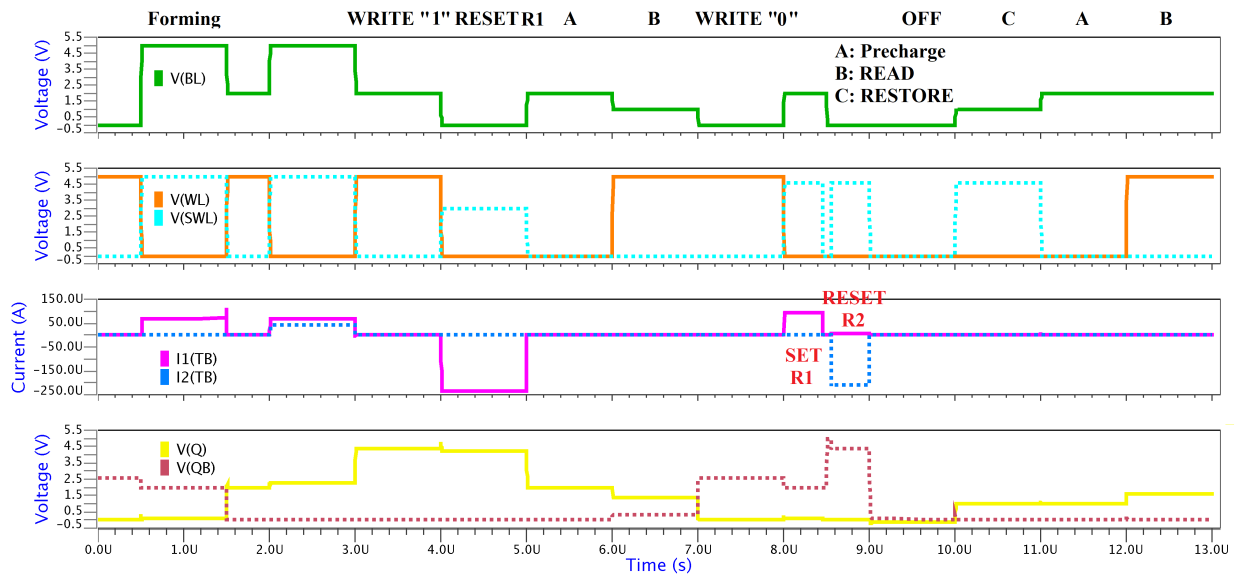 Forming WRITE "1" RESET R1 A B WRITE "0" OFF C A B
A: Precharge
B: READ
C: RESTORE
Voltage (V)
5.5
4.5
3.5
2.5
1.5
0.5
-0.5
V(BL)
Voltage (V)
5.5
4.5
3.5
2.5
1.5
0.5
-0.5
V(WL)
V(SWL)
Current (A)
150.0U
50.0U
-50.0U
-150.0U
-250.0U
I1(TB)
I2(TB)
RESET
R2
SET
R1
Voltage (V)
5.5
4.5
3.5
2.5
1.5
0.5
-0.5
V(Q)
V(QB)
0.0U 1.0U 2.0U 3.0U 4.0U 5.0U 6.0U 7.0U 8.0U 9.0U 10.0U 11.0U 12.0U 13.0U
Time (s)